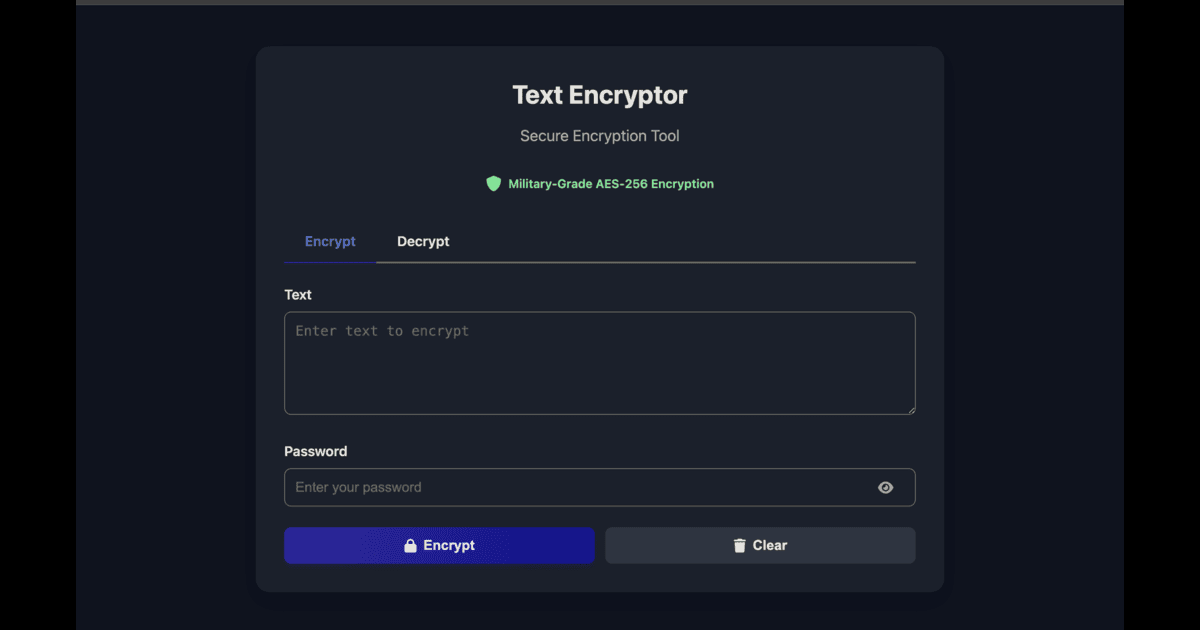 Text Encryptor
Secure Encryption Tool
Military-Grade AES-256 Encryption
Encrypt Decrypt
Text
Enter text to encrypt
Password
Enter your password
Encrypt Clear